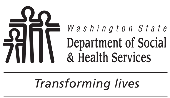 Washington State
Department of Social
& Health Services
Transforming lives